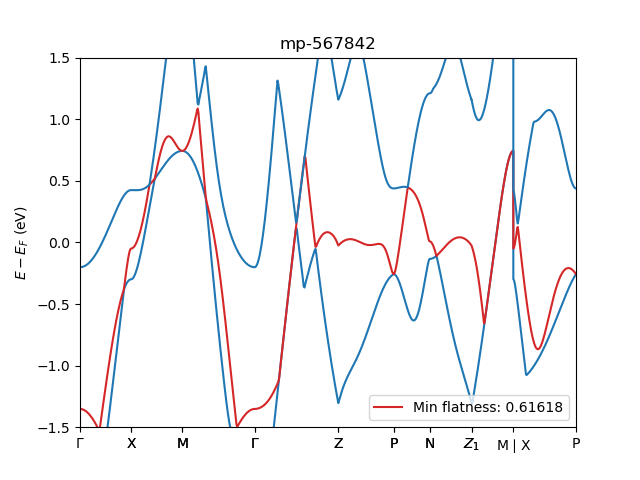 mp-567842
E − E_F (eV)
1.5
1.0
0.5
0.0
−0.5
−1.0
−1.5
Min flatness: 0.61618
Γ X M Γ Z P N Z₁ M | X P